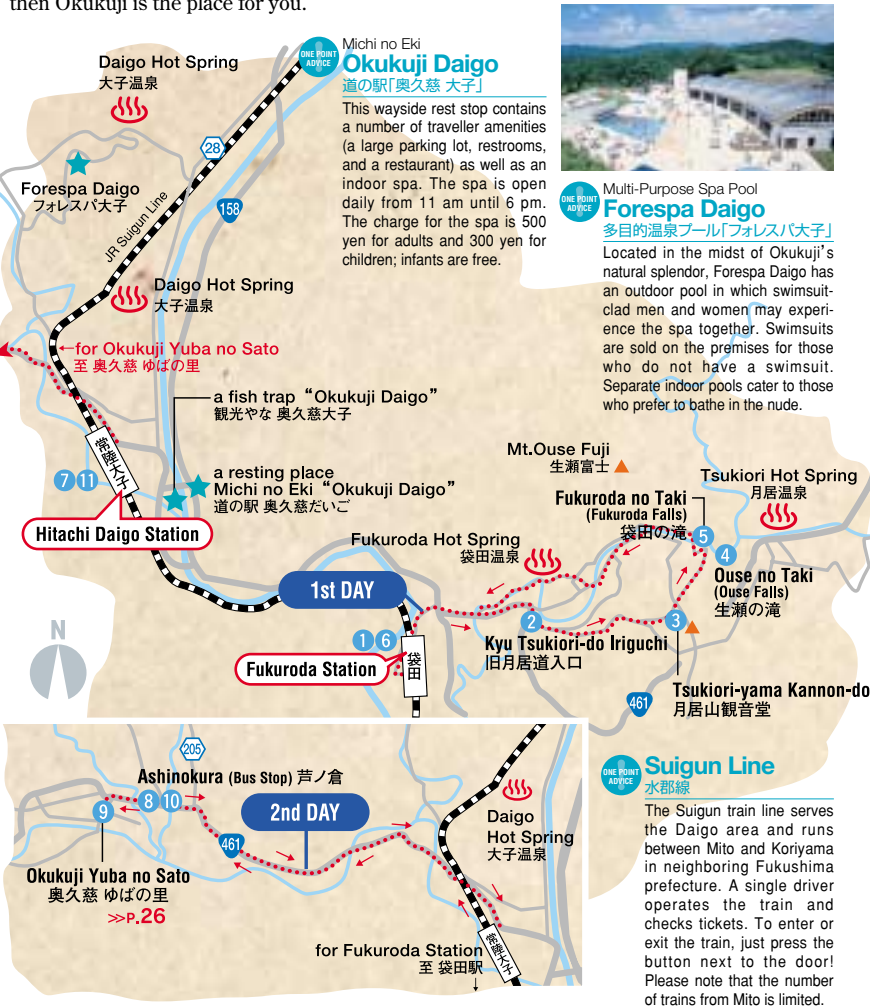 then Okukuji is the place for you.
ONE POINT
ADVICE
Michi no Eki
Okukuji Daigo
道の駅「奥久慈 大子」
This wayside rest stop contains
a number of traveller amenities
(a large parking lot, restrooms,
and a restaurant) as well as an
indoor spa. The spa is open
daily from 11 am until 6 pm.
The charge for the spa is 500
yen for adults and 300 yen for
children; infants are free.
ONE POINT
ADVICE
Multi-Purpose Spa Pool
Forespa Daigo
多目的温泉プール「フォレスパ大子」
Located in the midst of Okukuji’s
natural splendor, Forespa Daigo has
an outdoor pool in which swimsuit-
clad men and women may experi-
ence the spa together. Swimsuits
are sold on the premises for those
who do not have a swimsuit.
Separate indoor pools cater to those
who prefer to bathe in the nude.
Daigo Hot Spring
大子温泉
28
Forespa Daigo
フォレスパ大子
158
JR Suigun Line
Daigo Hot Spring
大子温泉
←for Okukuji Yuba no Sato
至 奥久慈 ゆばの里
a fish trap “Okukuji Daigo”
観光やな 奥久慈大子
常陸大子
7 11
a resting place
Michi no Eki “Okukuji Daigo”
道の駅 奥久慈だいご
Hitachi Daigo Station
Mt.Ouse Fuji
生瀬富士
Tsukiori Hot Spring
月居温泉
Fukuroda no Taki
(Fukuroda Falls)
袋田の滝
5
4
Fukuroda Hot Spring
袋田温泉
Ouse no Taki
(Ouse Falls)
生瀬の滝
1st DAY
2
3
Kyu Tsukiori-do Iriguchi
旧月居道入口
1 6
袋田
Fukuroda Station
N
Tsukiori-yama Kannon-do
月居山観音堂
461
205
Ashinokura (Bus Stop) 芦ノ倉
9 8 10
2nd DAY
461
Daigo
Hot Spring
大子温泉
Okukuji Yuba no Sato
奥久慈 ゆばの里
≫P.26
for Fukuroda Station
至 袋田駅
常陸大子
ONE POINT
ADVICE
Suigun Line
水郡線
The Suigun train line serves
the Daigo area and runs
between Mito and Koriyama
in neighboring Fukushima
prefecture. A single driver
operates the train and
checks tickets. To enter or
exit the train, just press the
button next to the door!
Please note that the number
of trains from Mito is limited.